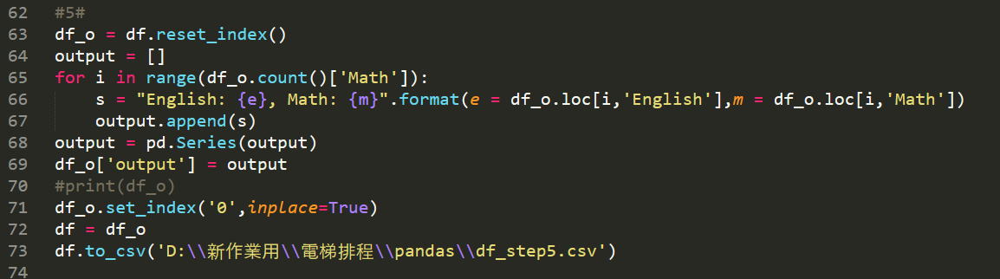 62 #5#
63 df_o = df.reset_index()
64 output = []
65 for i in range(df_o.count()['Math']):
66     s = "English: {e}, Math: {m}".format(e = df_o.loc[i,'English'],m = df_o.loc[i,'Math'])
67     output.append(s)
68 output = pd.Series(output)
69 df_o['output'] = output
70 #print(df_o)
71 df_o.set_index('0',inplace=True)
72 df = df_o
73 df.to_csv('D:\\新作業用\\電梯排程\\pandas\\df_step5.csv')
74